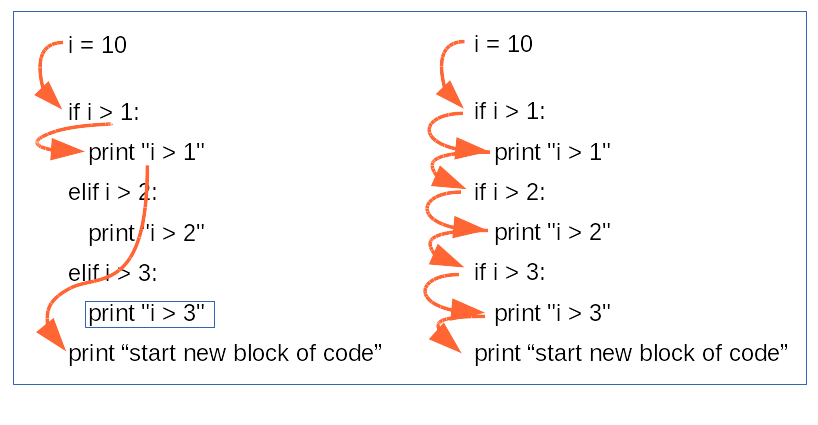 i = 10
if i > 1:
print "i > 1"
elif i > 2:
print "i > 2"
elif i > 3:
print "i > 3"
print “start new block of code”
i = 10
if i > 1:
print "i > 1"
if i > 2:
print "i > 2"
if i > 3:
print "i > 3"
print “start new block of code”